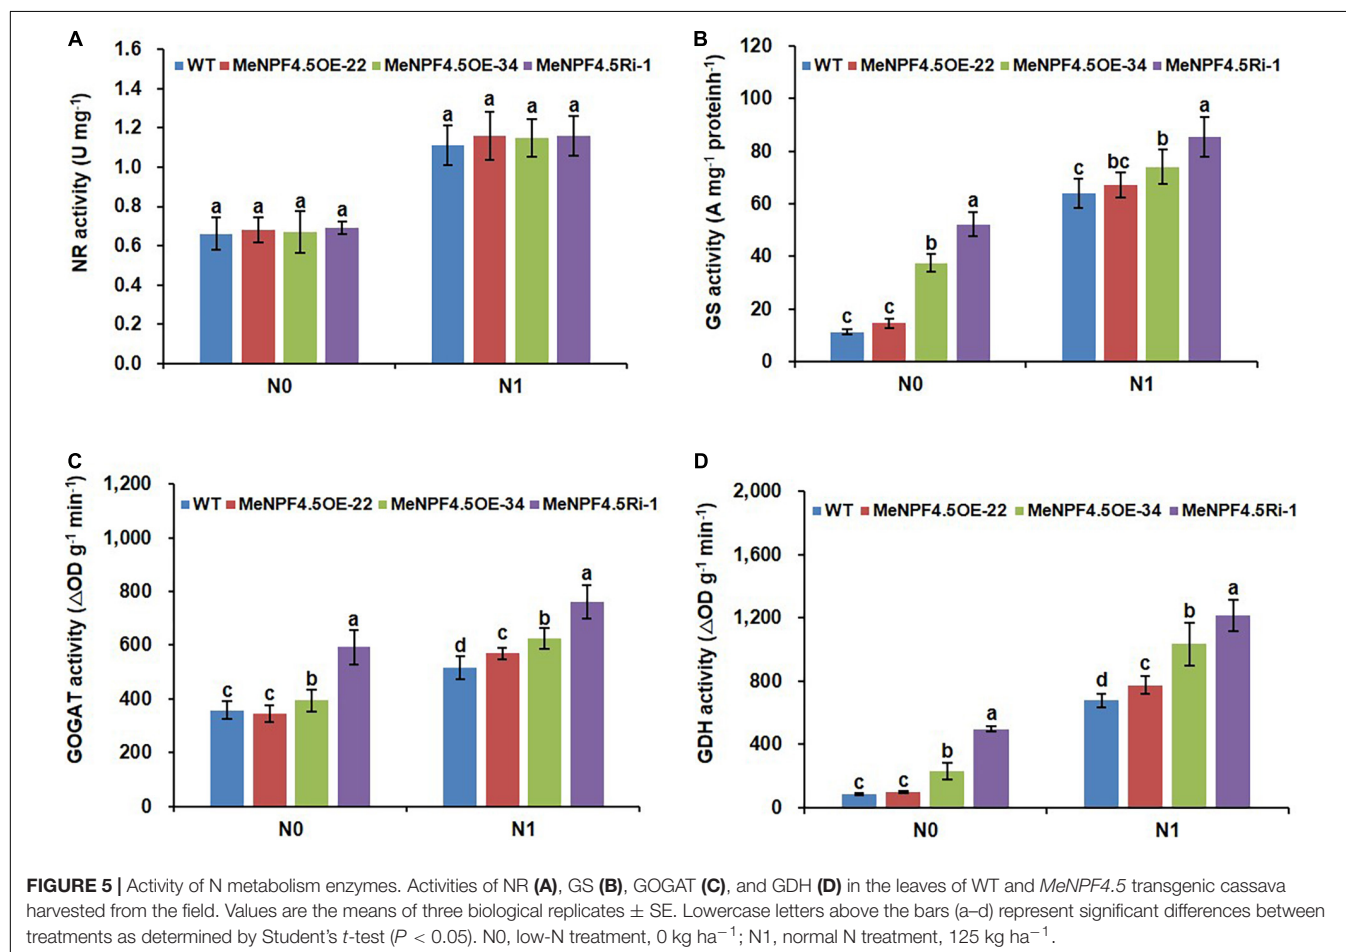 A
NR activity (U mg⁻¹)
1.6
1.4
1.2
1.0
0.8
0.6
0.4
0.2
0.0
WT MeNPF4.5OE-22 MeNPF4.5OE-34 MeNPF4.5Ri-1
a a a a a a a a
N0 N1
B
GS activity (A mg⁻¹ proteinh⁻¹)
120
100
80
60
40
20
0
WT MeNPF4.5OE-22 MeNPF4.5OE-34 MeNPF4.5Ri-1
c c b a c bc b a
N0 N1
C
GOGAT activity (△OD g⁻¹ min⁻¹)
1,200
1,000
800
600
400
200
0
WT MeNPF4.5OE-22 MeNPF4.5OE-34 MeNPF4.5Ri-1
c c b a d c b a
N0 N1
D
GDH activity (△OD g⁻¹ min⁻¹)
2,000
1,600
1,200
800
400
0
WT MeNPF4.5OE-22 MeNPF4.5OE-34 MeNPF4.5Ri-1
c c b a d c b a
N0 N1
FIGURE 5 | Activity of N metabolism enzymes. Activities of NR (A), GS (B), GOGAT (C), and GDH (D) in the leaves of WT and MeNPF4.5 transgenic cassava
harvested from the field. Values are the means of three biological replicates ± SE. Lowercase letters above the bars (a–d) represent significant differences between
treatments as determined by Student's t-test (P < 0.05). N0, low-N treatment, 0 kg ha⁻¹; N1, normal N treatment, 125 kg ha⁻¹.